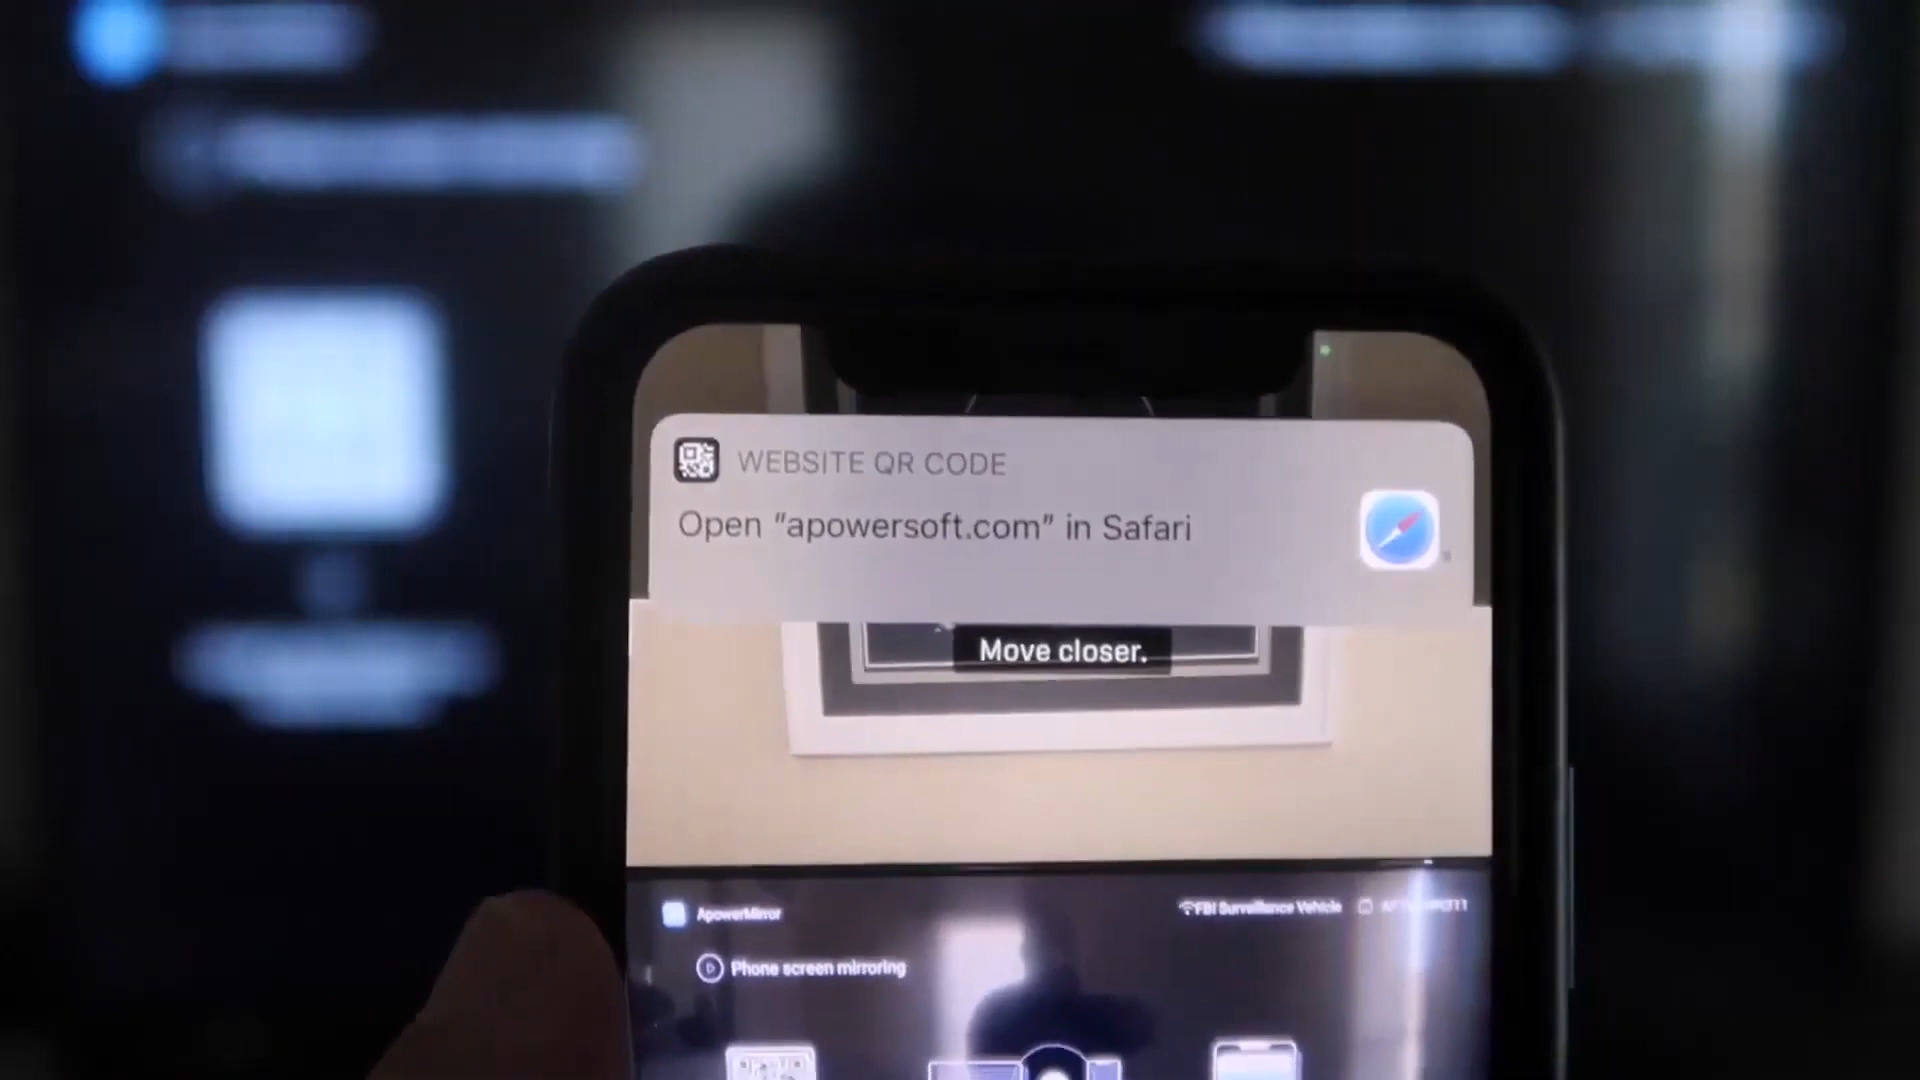 WEBSITE QR CODE
Open "apowersoft.com" in Safari
Move closer.
ApowerMirror
FBI Surveillance Vehicle
Phone screen mirroring